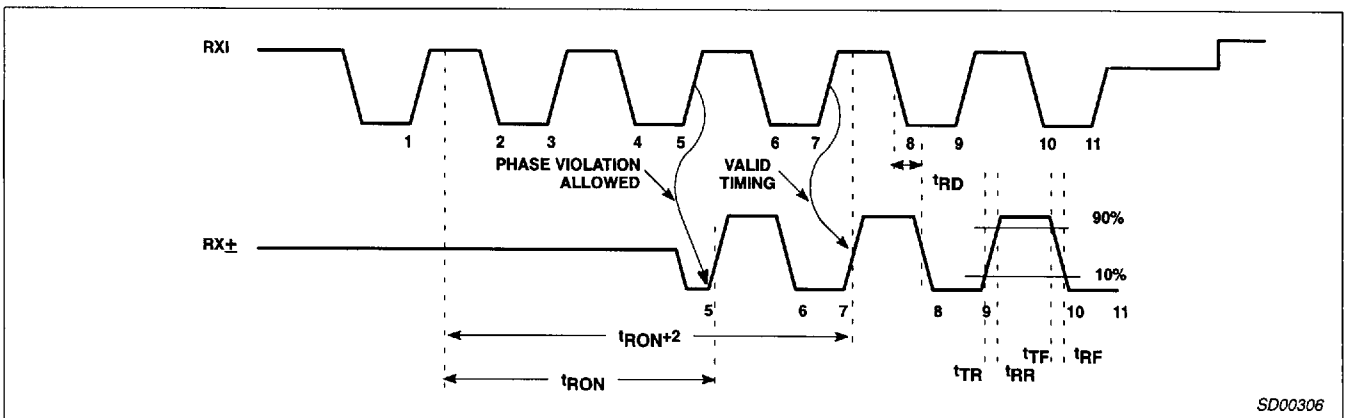 RXI
1 2 3 4 5 6 7 8 9 10 11
PHASE VIOLATION
ALLOWED
VALID
TIMING
tRD
90%
RX±
10%
5 6 7 8 9 10 11
tRON+2
tRON
tTR tRR tTF tRF
SD00306